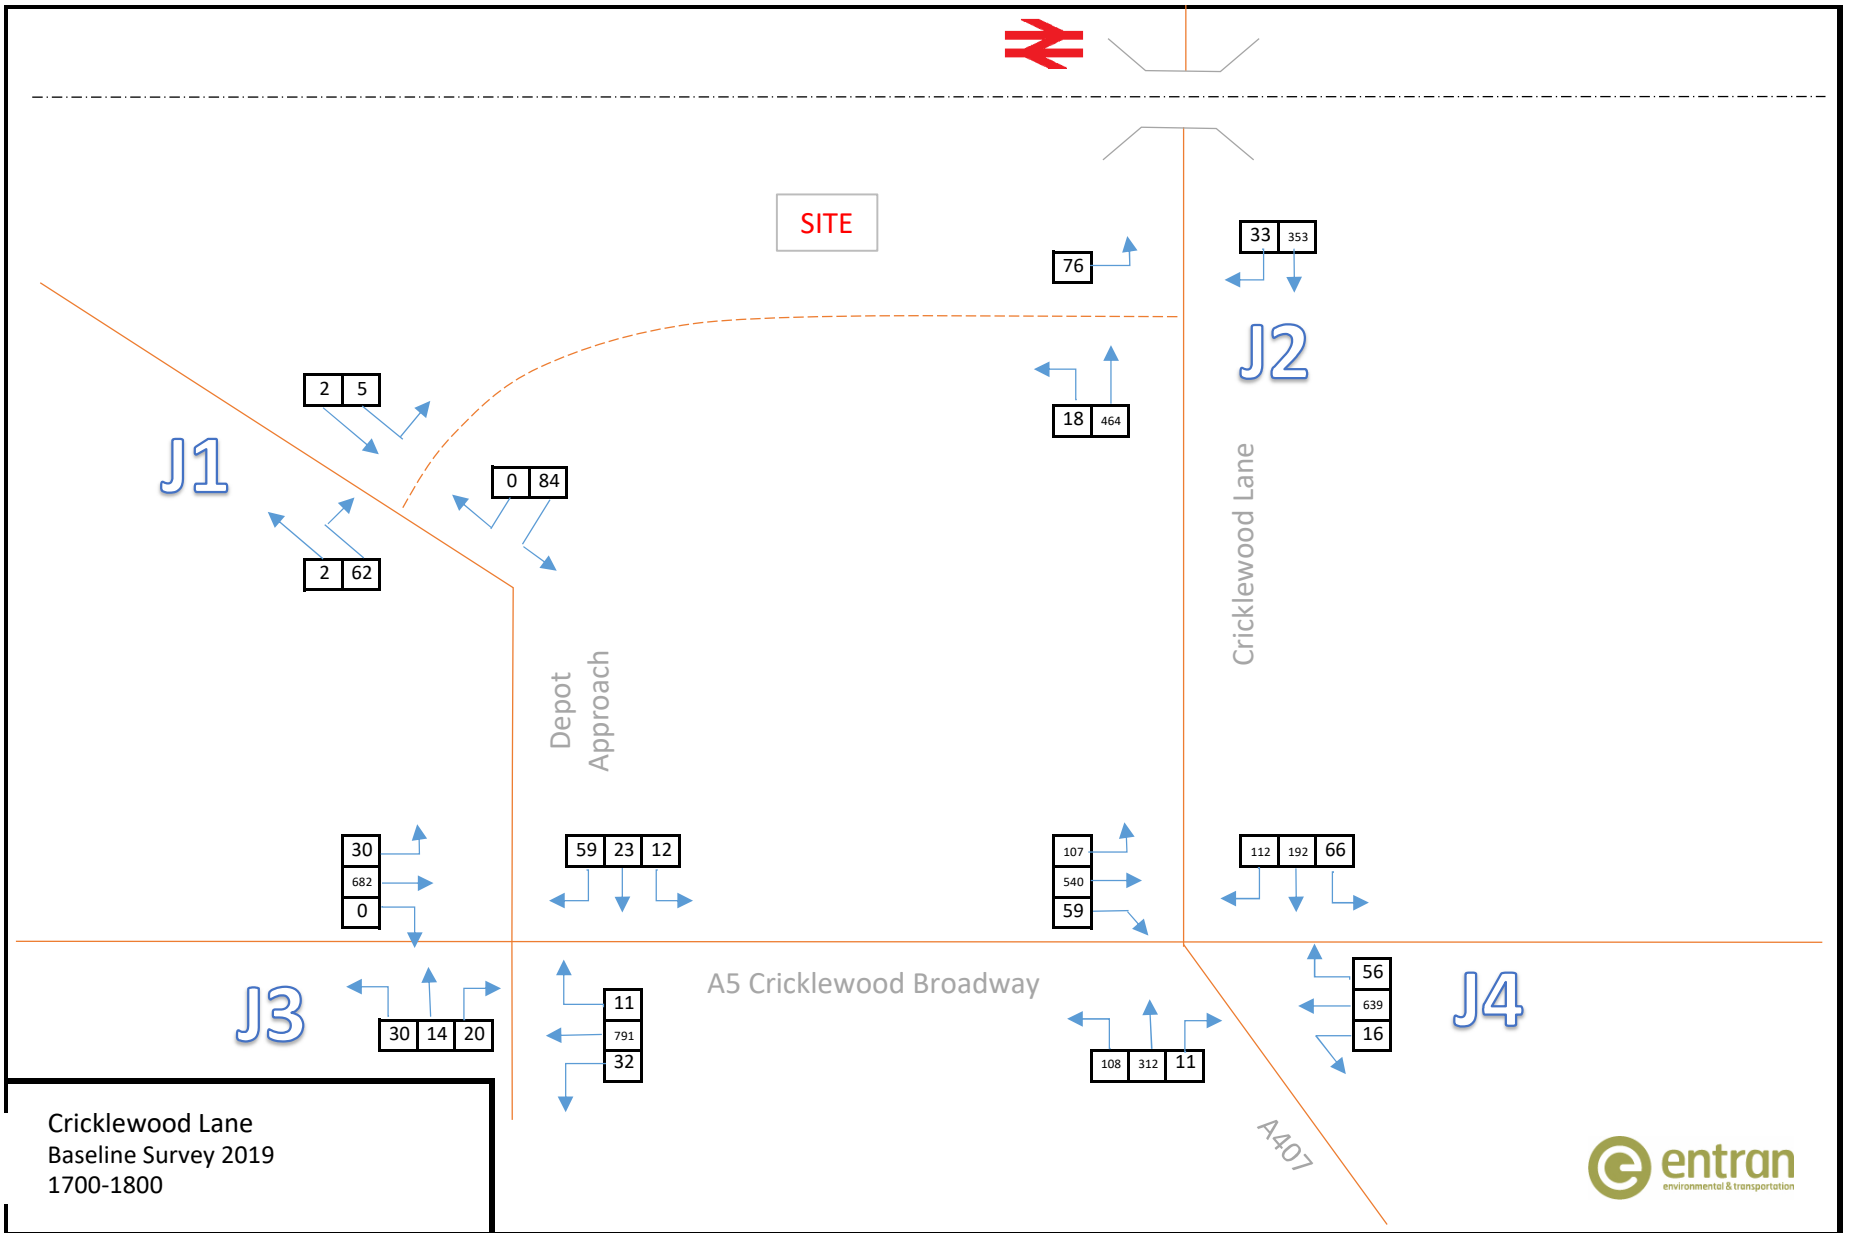 SITE
76
33 353
18 464
J2
2 5
J1
0 84
2 62
Cricklewood Lane
Depot
Approach
30
682
0
59 23 12
107
540
59
112 192 66
A5 Cricklewood Broadway
J3
30 14 20
11
791
32
108 312 11
56
639
16
J4
A407
Cricklewood Lane
Baseline Survey 2019
1700-1800
e entran
environmental & transportation